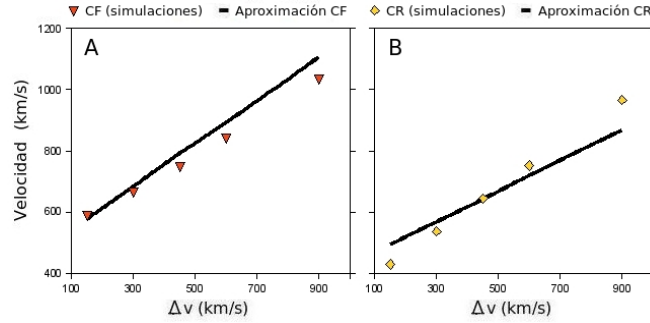 CF (simulaciones) Aproximación CF CR (simulaciones) Aproximación CR
A B
1200
1000
800
600
400
Velocidad (km/s)
100 300 500 700 900 100 300 500 700 900
Δv (km/s) Δv (km/s)